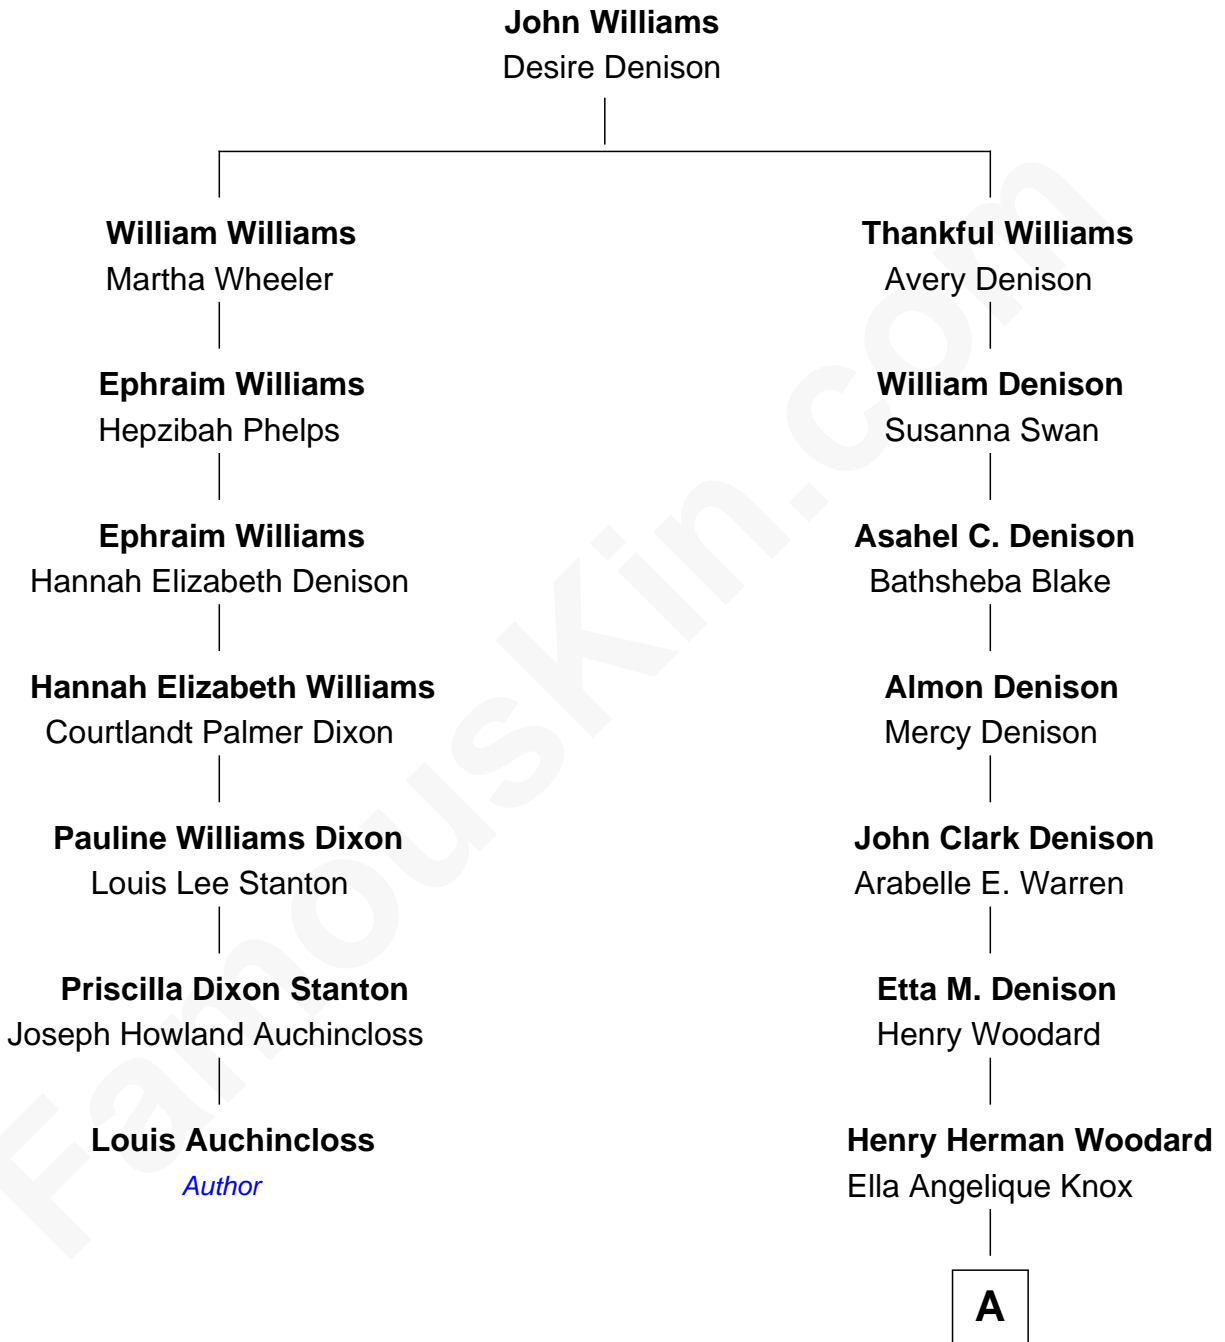 John Williams
Desire Denison
William Williams
Martha Wheeler
Thankful Williams
Avery Denison
Ephraim Williams
Hepzibah Phelps
William Denison
Susanna Swan
Ephraim Williams
Hannah Elizabeth Denison
Asahel C. Denison
Bathsheba Blake
Hannah Elizabeth Williams
Courtlandt Palmer Dixon
Almon Denison
Mercy Denison
Pauline Williams Dixon
Louis Lee Stanton
John Clark Denison
Arabelle E. Warren
Priscilla Dixon Stanton
Joseph Howland Auchincloss
Etta M. Denison
Henry Woodard
Louis Auchincloss
Author
Henry Herman Woodard
Ella Angelique Knox
A
FamousKin.com